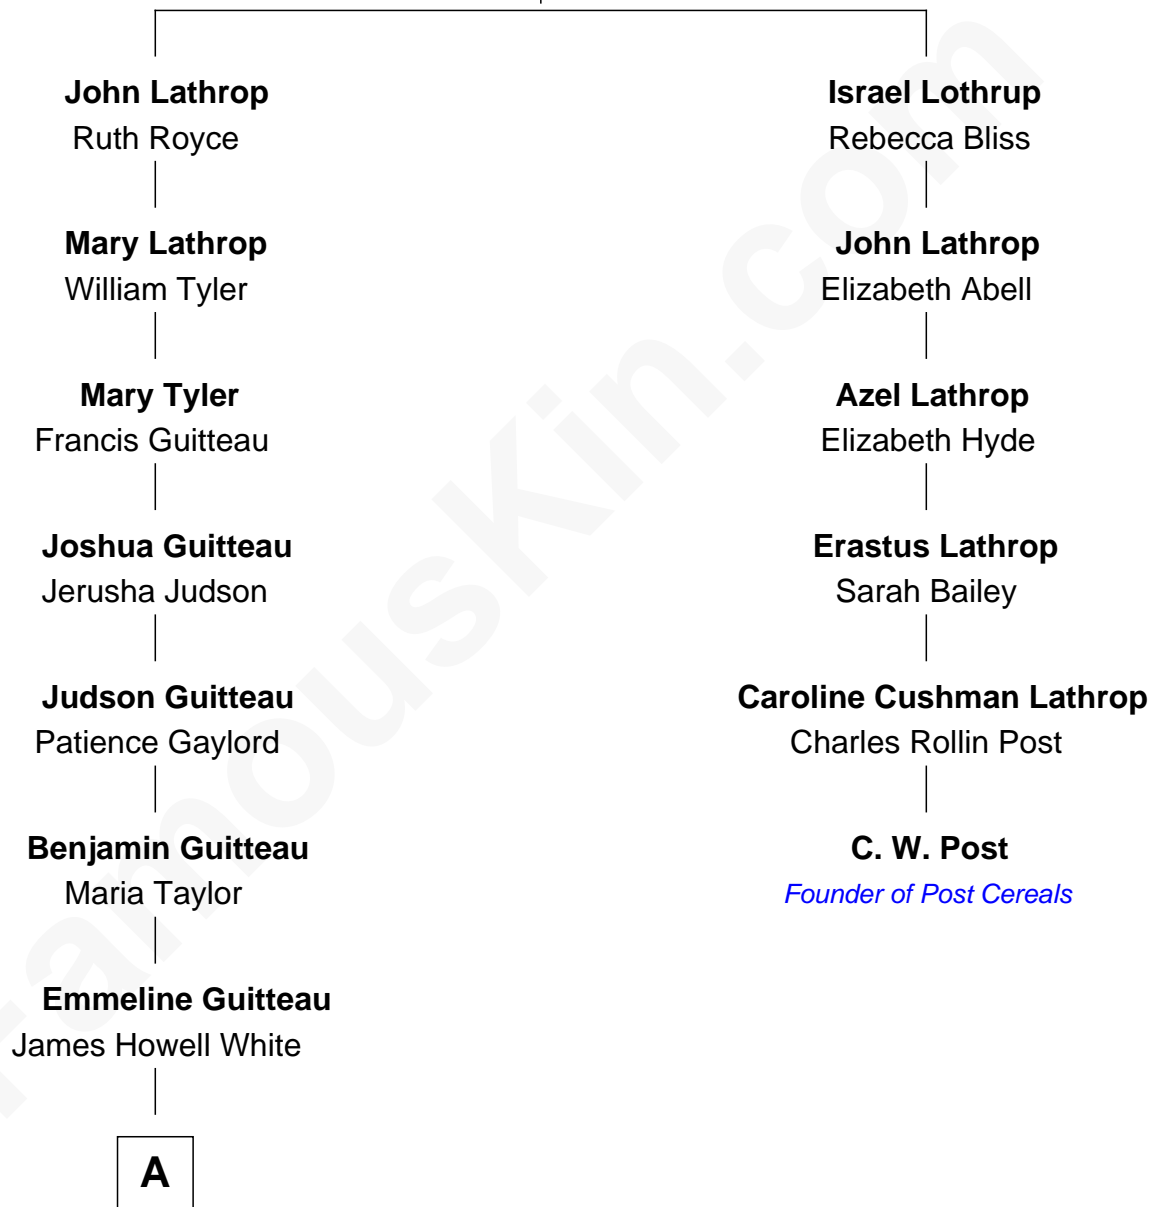 John Lathrop
Ruth Royce
Mary Lathrop
William Tyler
Mary Tyler
Francis Guitteau
Joshua Guitteau
Jerusha Judson
Judson Guitteau
Patience Gaylord
Benjamin Guitteau
Maria Taylor
Emmeline Guitteau
James Howell White
A
Israel Lothrup
Rebecca Bliss
John Lathrop
Elizabeth Abell
Azel Lathrop
Elizabeth Hyde
Erastus Lathrop
Sarah Bailey
Caroline Cushman Lathrop
Charles Rollin Post
C. W. Post
Founder of Post Cereals
FamousKin.com